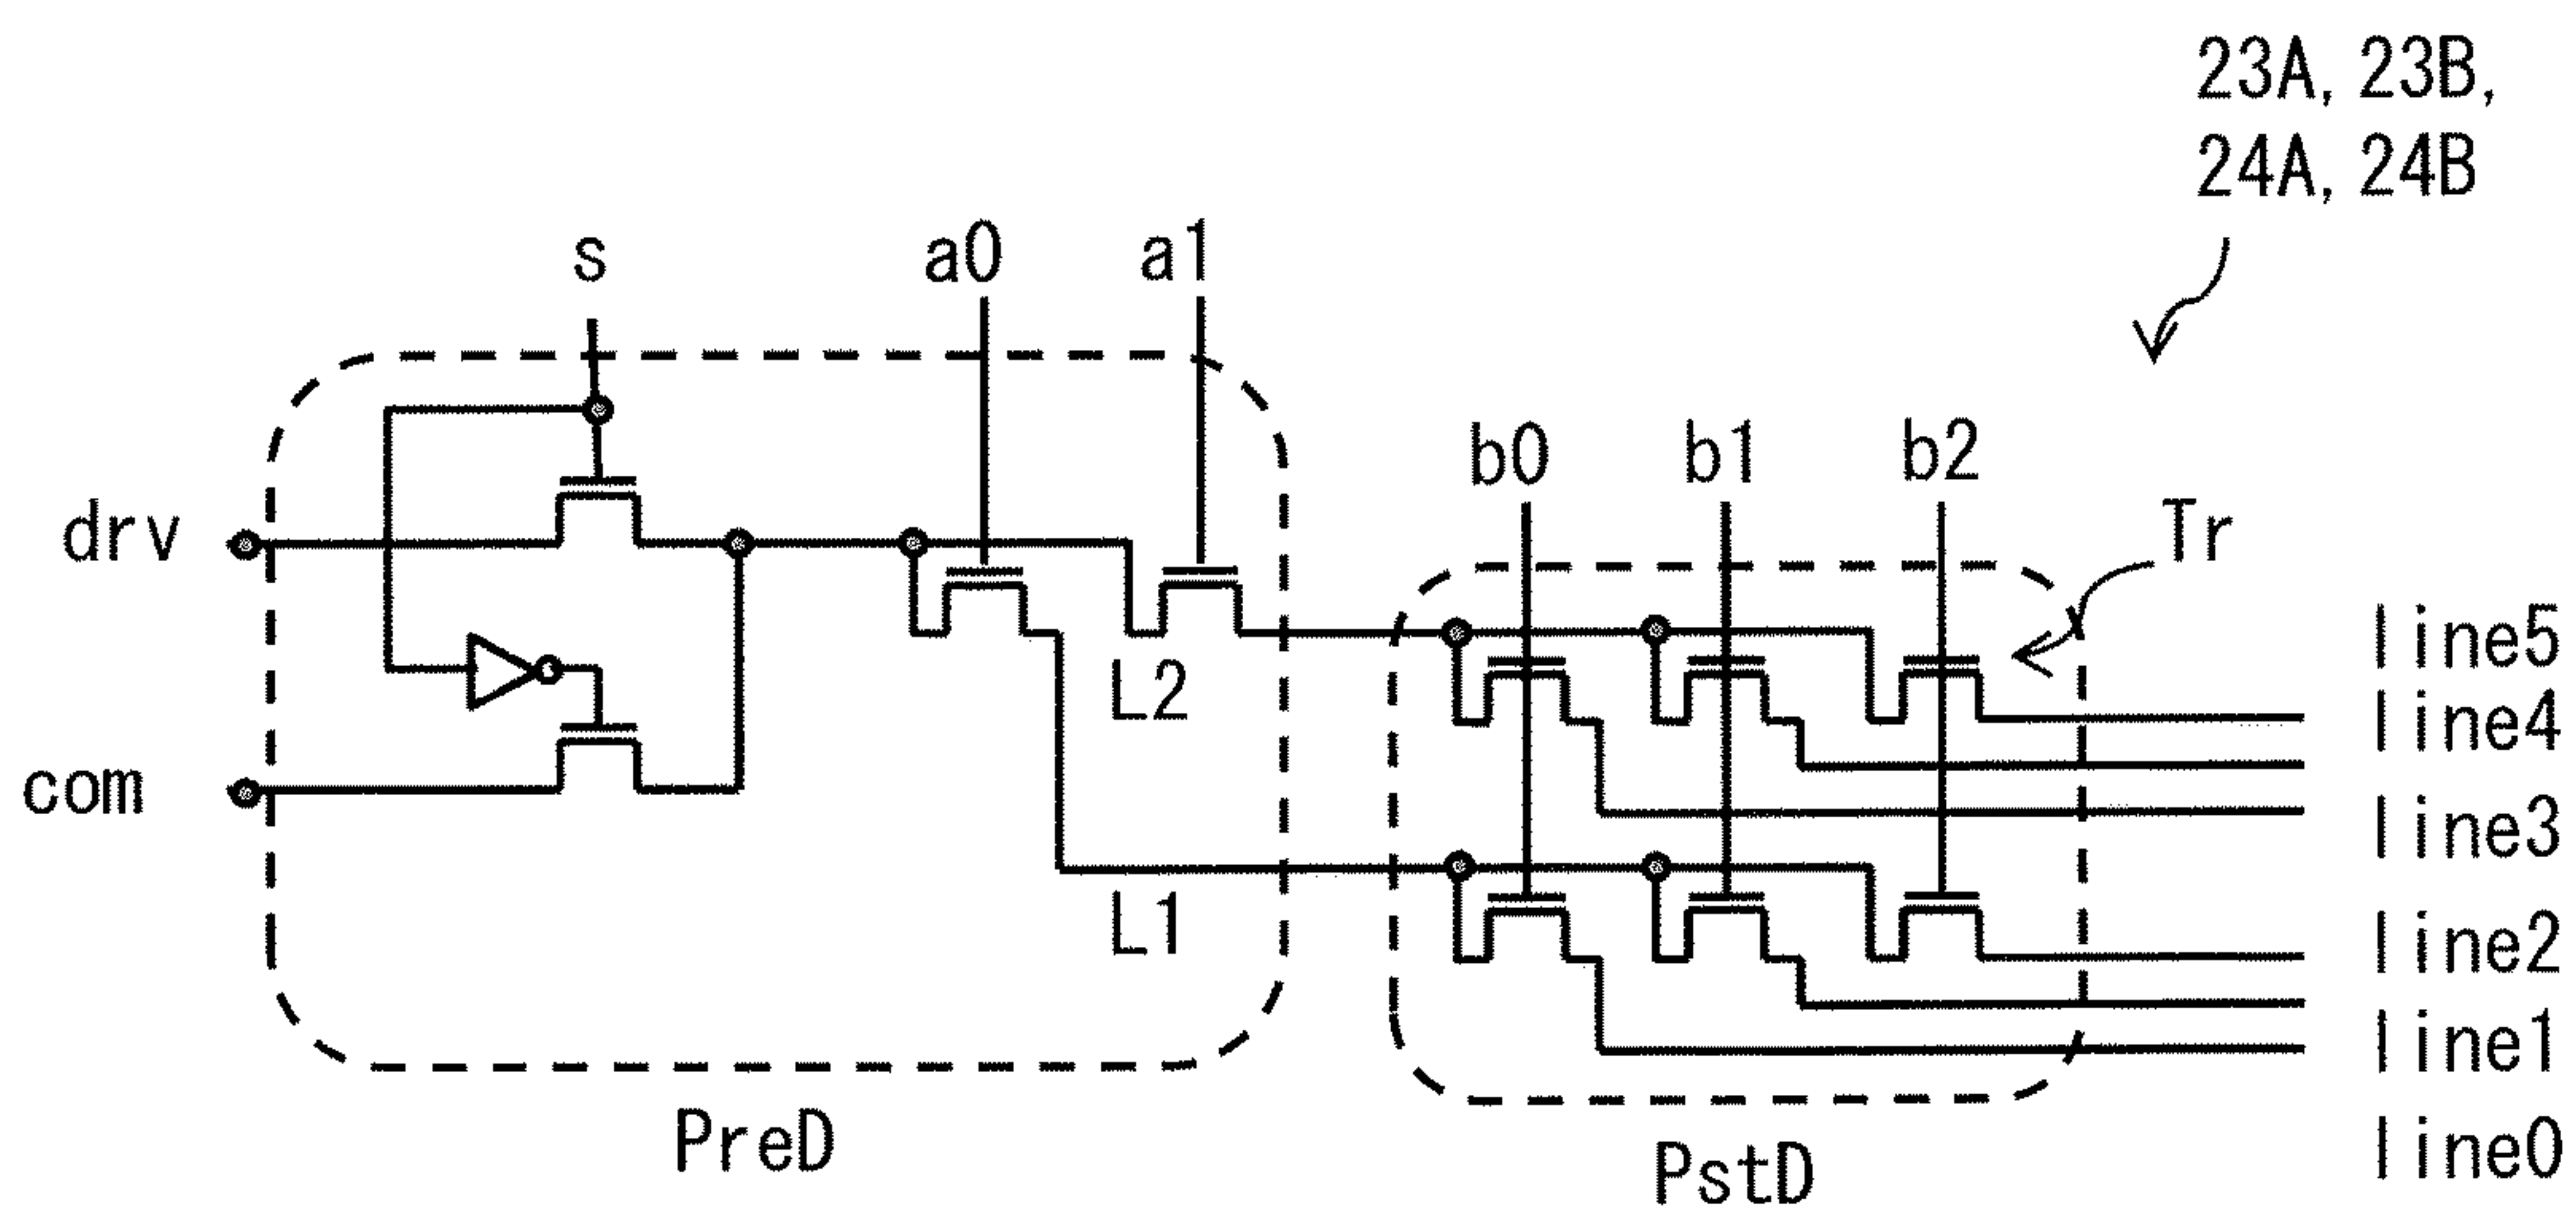 23A, 23B,
24A, 24B
s
a0
a1
b0
b1
b2
Tr
drv
com
L2
L1
line5
line4
line3
line2
line1
line0
PreD
PstD